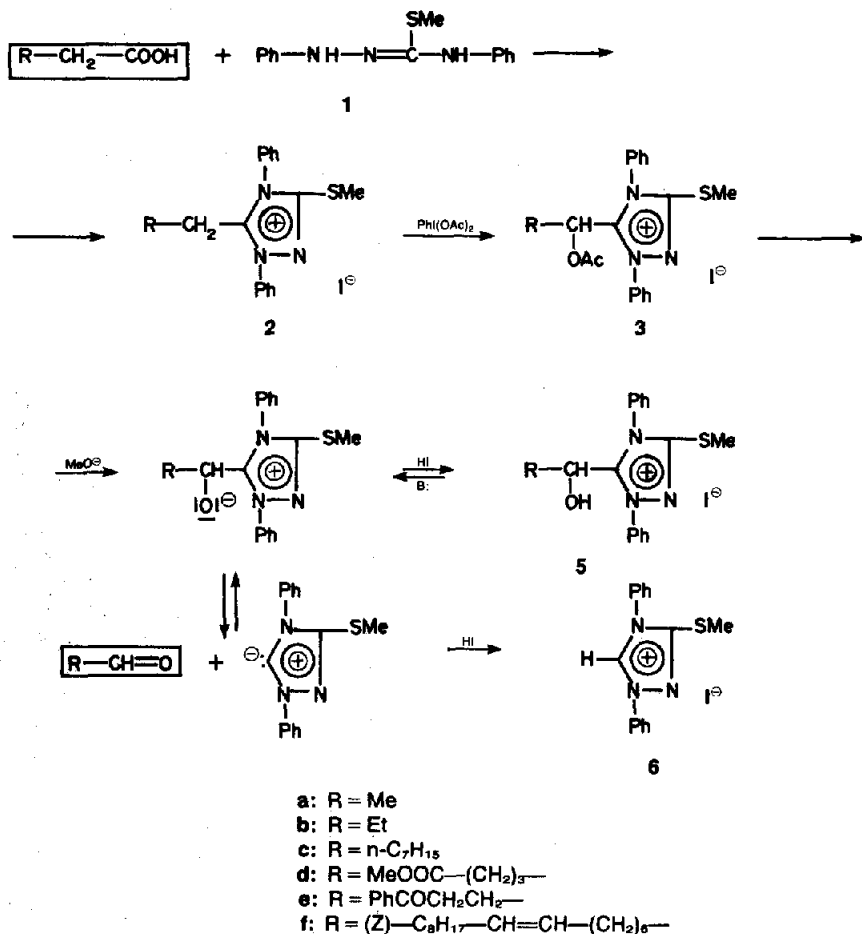 SMe
R—CH₂—COOH + Ph—NH—N=C—NH—Ph
1
Ph
R—CH₂ N SMe
N N
Ph I⊖
2
PhI(OAc)₂
Ph
R—CH N SMe
OAc N N
Ph I⊖
3
MeO⊖
Ph
R—CH N SMe
|O|⊖ N N
Ph
HI
B:
Ph
R—CH N SMe
OH N N I⊖
Ph
5
Ph
N SMe
R—CH=O + ⊖: ⊕
N N
Ph
HI
Ph
N SMe
H ⊕
N N I⊖
Ph
6
a: R = Me
b: R = Et
c: R = n-C₇H₁₅
d: R = MeOOC—(CH₂)₃—
e: R = PhCOCH₂CH₂—
f: R = (Z)—C₈H₁₇—CH=CH—(CH₂)₆—